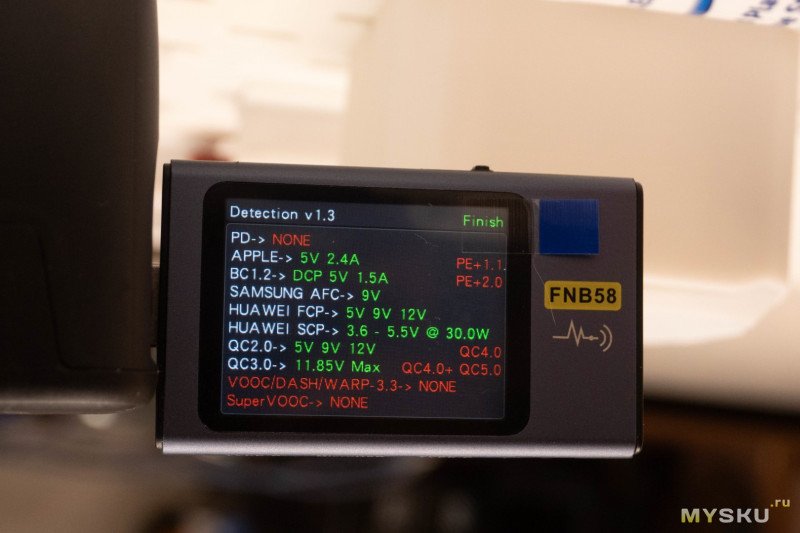 Detection v1.3 Finish
PD-> NONE
APPLE-> 5V 2.4A PE+1.1
BC1.2-> DCP 5V 1.5A PE+2.0
SAMSUNG AFC-> 9V
HUAWEI FCP-> 5V 9V 12V
HUAWEI SCP-> 3.6 - 5.5V @ 30.0W
QC2.0-> 5V 9V 12V QC4.0
QC3.0-> 11.85V Max QC4.0+ QC5.0
VOOC/DASH/WARP-3.3-> NONE
SuperVOOC-> NONE
FNB58
MYSKU.ru